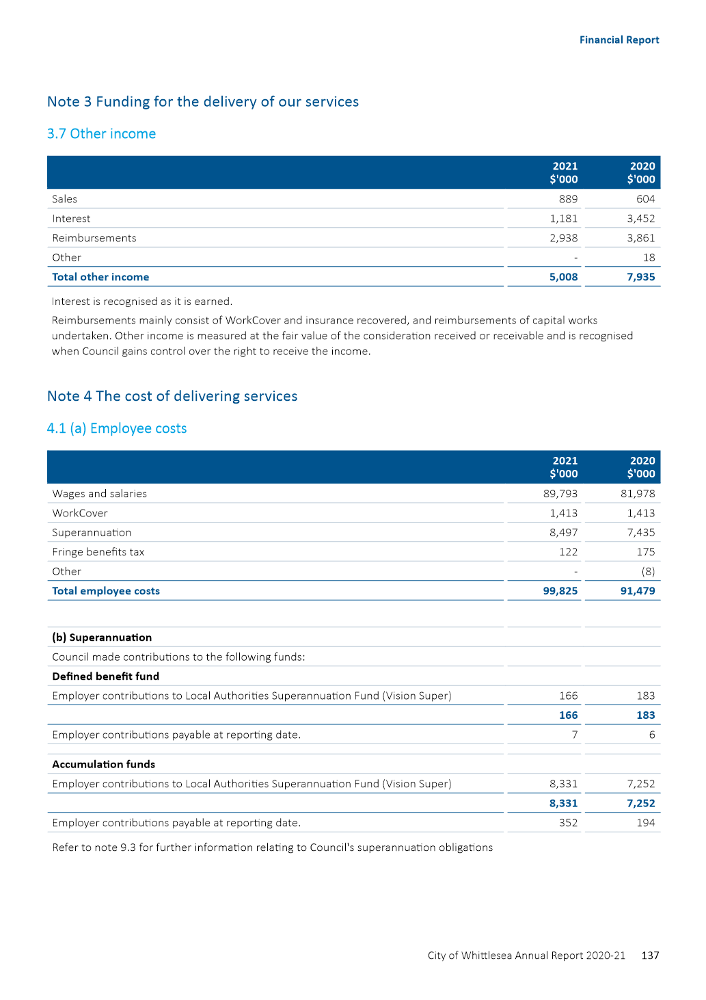 Financial Report
Note 3 Funding for the delivery of our services
3.7 Other income
2021 2020
$'000 $'000
Sales 889 604
Interest 1,181 3,452
Reimbursements 2,938 3,861
Other - 18
Total other income 5,008 7,935
Interest is recognised as it is earned.
Reimbursements mainly consist of WorkCover and insurance recovered, and reimbursements of capital works
undertaken. Other income is measured at the fair value of the consideration received or receivable and is recognised
when Council gains control over the right to receive the income.
Note 4 The cost of delivering services
4.1 (a) Employee costs
2021 2020
$'000 $'000
Wages and salaries 89,793 81,978
WorkCover 1,413 1,413
Superannuation 8,497 7,435
Fringe benefits tax 122 175
Other - (8)
Total employee costs 99,825 91,479
(b) Superannuation
Council made contributions to the following funds:
Defined benefit fund
Employer contributions to Local Authorities Superannuation Fund (Vision Super) 166 183
166 183
Employer contributions payable at reporting date. 7 6
Accumulation funds
Employer contributions to Local Authorities Superannuation Fund (Vision Super) 8,331 7,252
8,331 7,252
Employer contributions payable at reporting date. 352 194
Refer to note 9.3 for further information relating to Council's superannuation obligations
City of Whittlesea Annual Report 2020-21 137